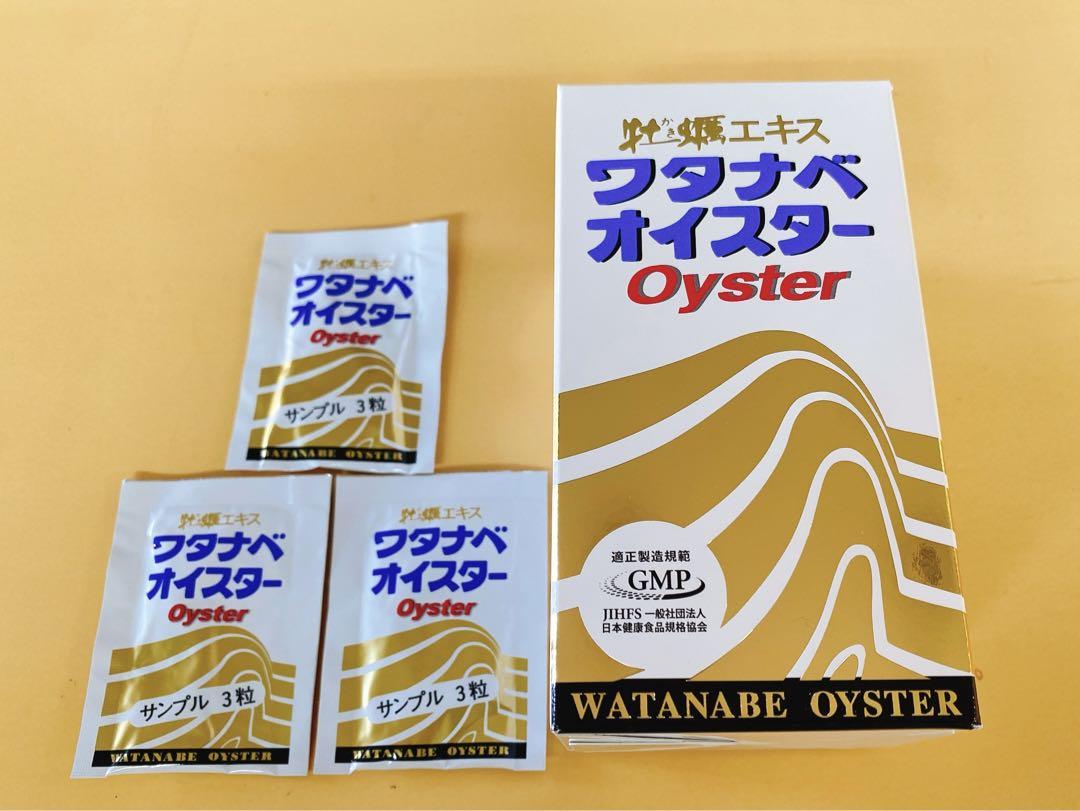 牡蠣エキス
かき
ワタナベ
オイスター
Oyster
適正製造規範
GMP
JIHFS 一般社団法人
日本健康食品規格協会
WATANABE OYSTER
牡蠣エキス
ワタナベ
オイスター
Oyster
サンプル 3粒
WATANABE OYSTER
牡蠣エキス
ワタナベ
オイスター
Oyster
サンプル 3粒
WATANABE OYSTER
牡蠣エキス
ワタナベ
オイスター
Oyster
サンプル 3粒
WATANABE OYSTER